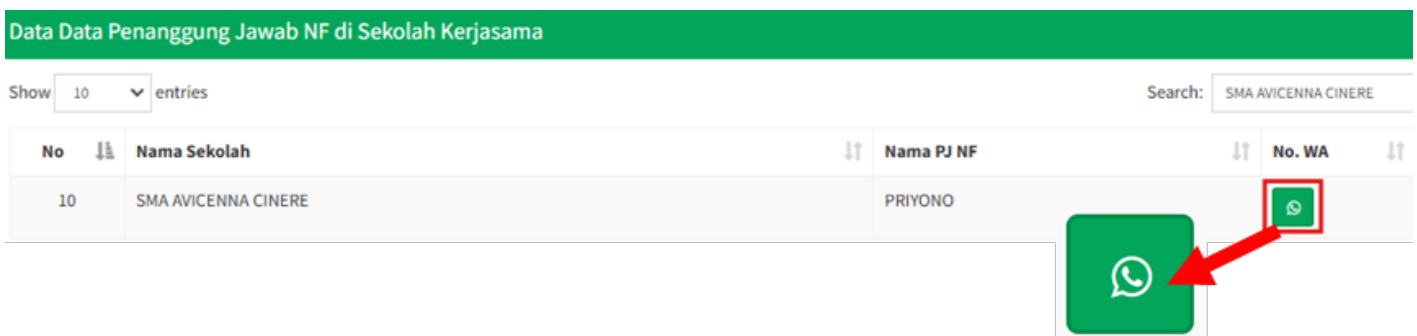 Data Data Penanggung Jawab NF di Sekolah Kerjasama
Show 10 entries Search: SMA AVICENNA CINERE
No Nama Sekolah Nama PJ NF No. WA
10 SMA AVICENNA CINERE PRIYONO